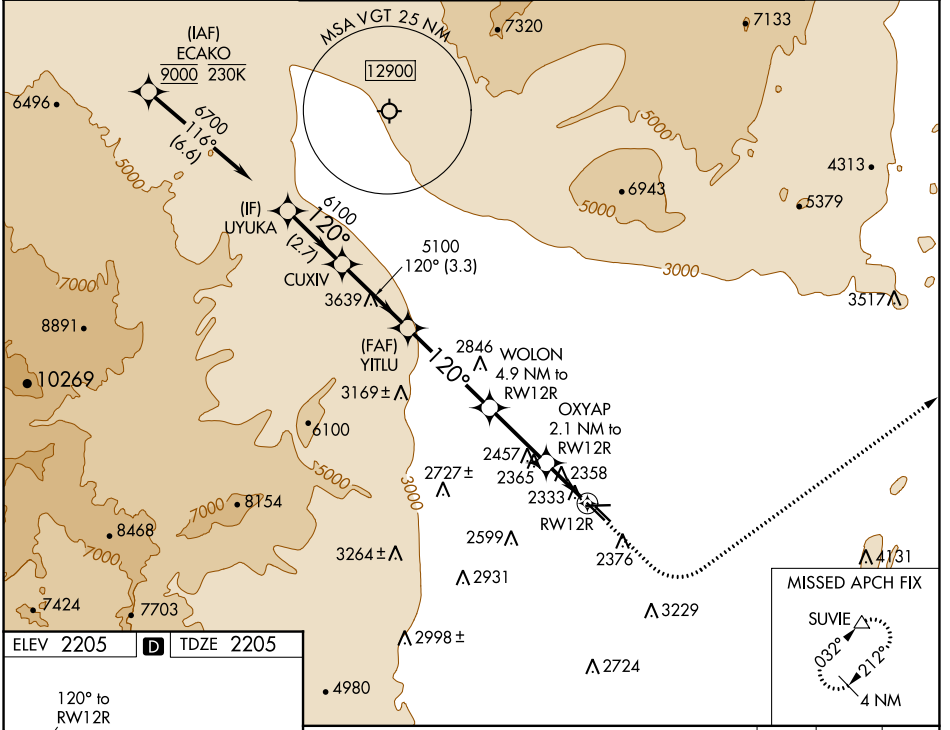 MSA VGT 25 NM
12900
7320
7133
(IAF)
ECAKO
9000 230K
6496
6700
116°
(6.6)
5000
5000
4313
6943
5379
5000
(IF)
UYUKA
6100
120°
(2.7)
5100
120° (3.3)
CUXIV
3000
7000
3639
3517
8891
(FAF)
YITLU
2846
WOLON
4.9 NM to
RW12R
120°
10269
3169 ±
OXYAP
2.1 NM to
RW12R
6100
2457
2365
2358
2727 ±
2333
5000
3000
8154
7000
RW12R
8468
2599
2376
7000
3264 ±
4131
2931
MISSED APCH FIX
7424
7703
3229
SUVIE
032°
212°
4 NM
2998 ±
2724
ELEV 2205 D TDZE 2205
4980
120° to
RW12R